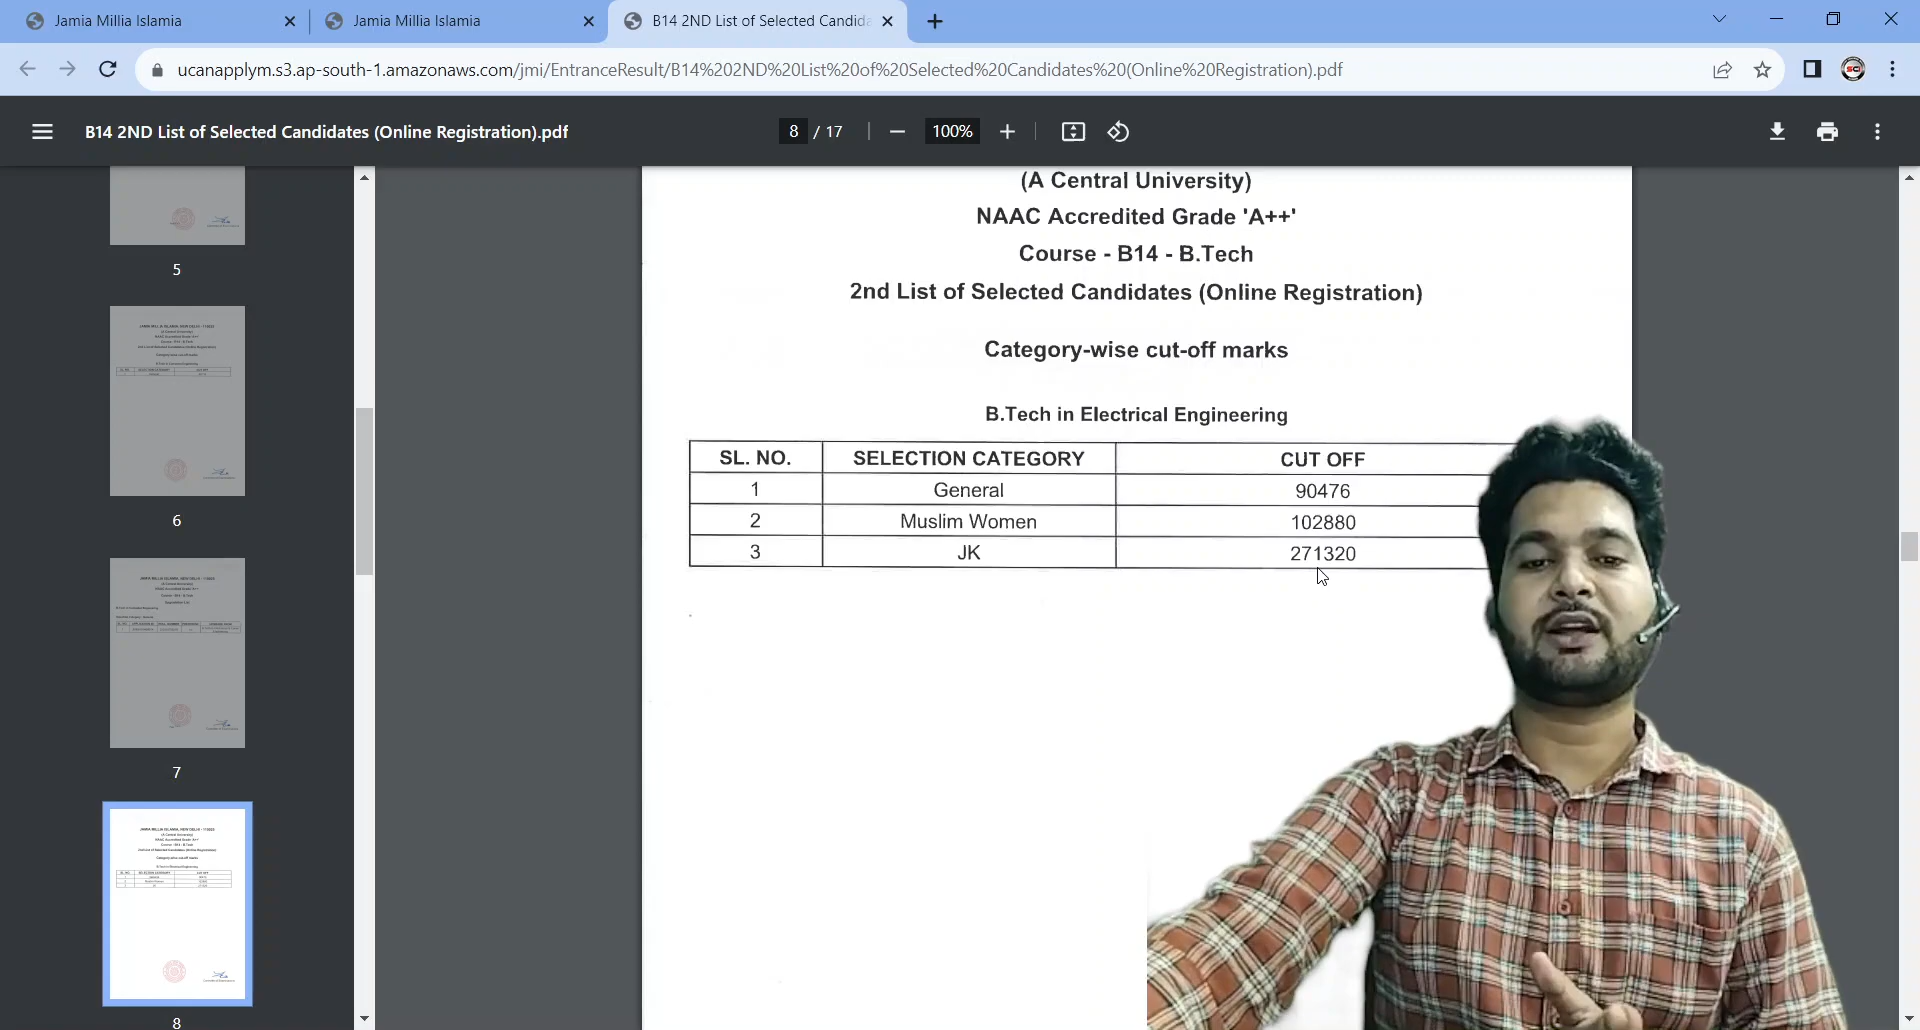 Jamia Millia Islamia
Jamia Millia Islamia
B14 2ND List of Selected Candida
ucanapplym.s3.ap-south-1.amazonaws.com/jmi/EntranceResult/B14%202ND%20List%20of%20Selected%20Candidates%20(Online%20Registration).pdf
B14 2ND List of Selected Candidates (Online Registration).pdf
8 / 17
100%
5
6
7
8
(A Central University)
NAAC Accredited Grade 'A++'
Course - B14 - B.Tech
2nd List of Selected Candidates (Online Registration)
Category-wise cut-off marks
B.Tech in Electrical Engineering
SL. NO. SELECTION CATEGORY CUT OFF
1 General 90476
2 Muslim Women 102880
3 JK 271320